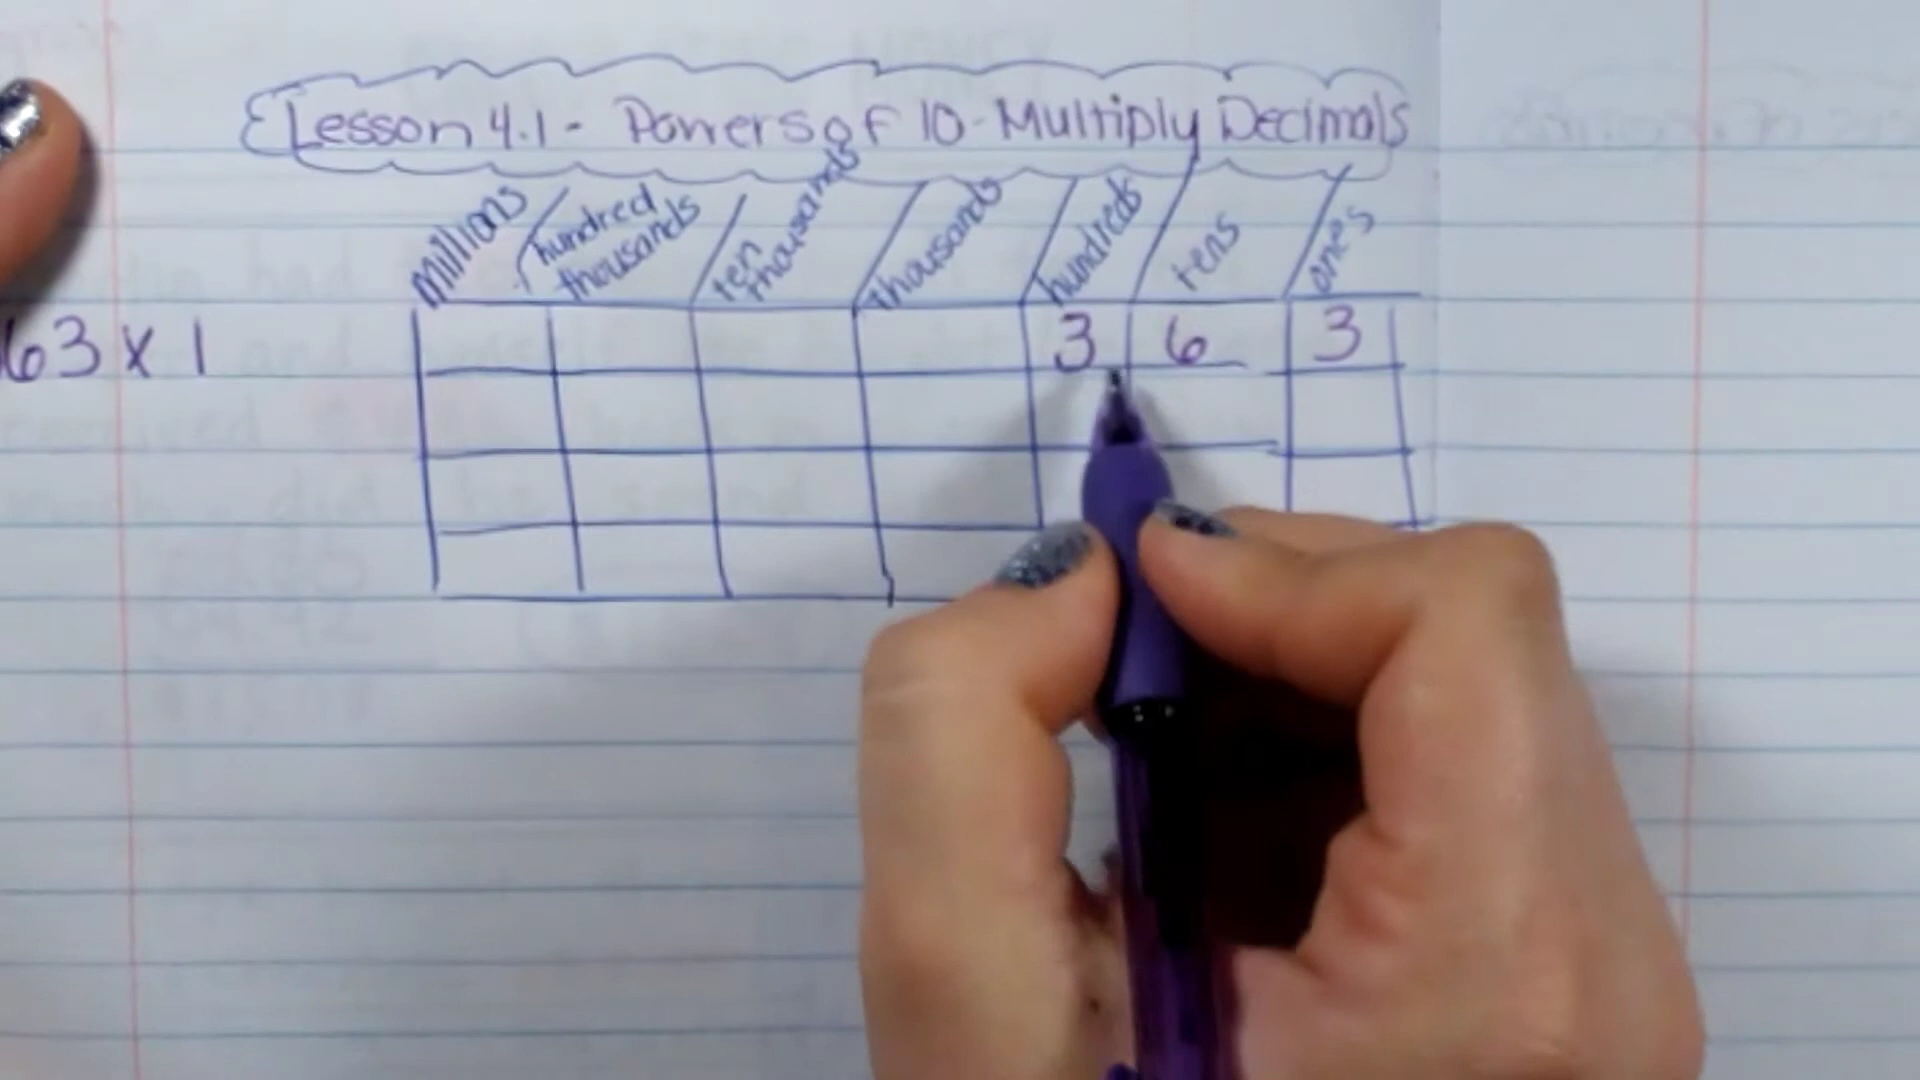 Lesson 4.1 - Powers of 10 - Multiply Decimals
millions hundred thousands ten thousands thousands hundreds tens ones
63 x 1 3 6 3